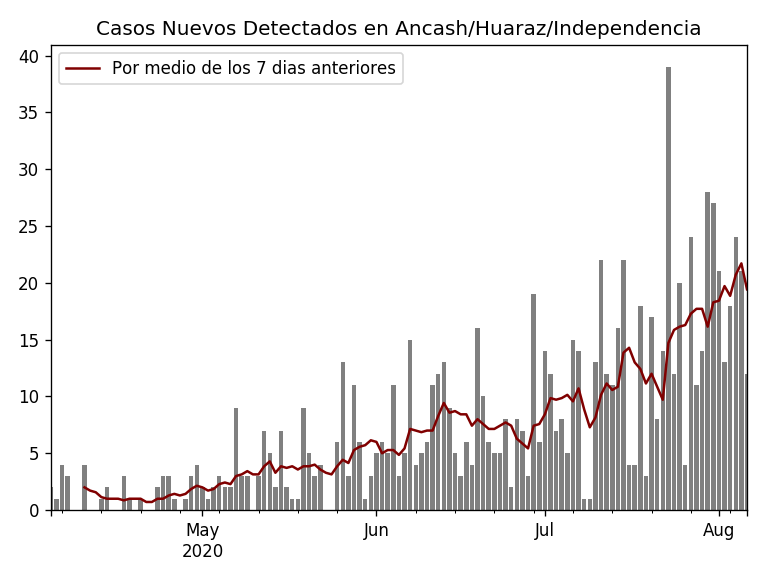 Casos Nuevos Detectados en Ancash/Huaraz/Independencia
Por medio de los 7 dias anteriores
40
35
30
25
20
15
10
5
0
May
2020
Jun
Jul
Aug